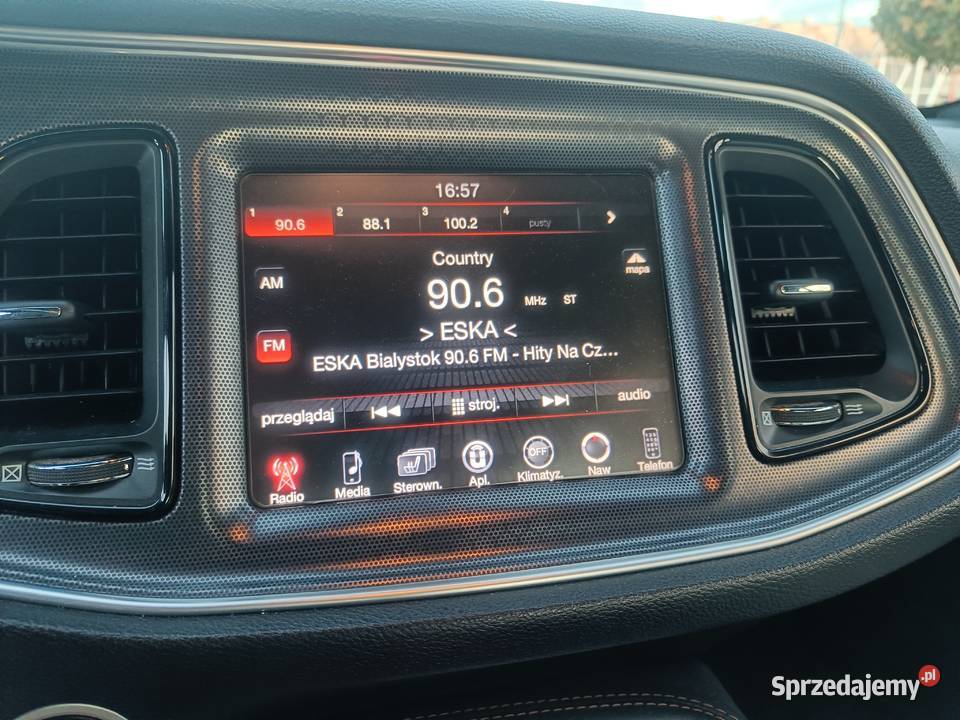 16:57
1 90.6 2 88.1 3 100.2 4 pusty
Country
mapa
AM
90.6 MHz ST
> ESKA <
FM
ESKA Bialystok 90.6 FM - Hity Na Cz...
przeglądaj stroj. audio
OFF
Radio Media Sterown. Apl. Klimatyz. Naw Telefon
Sprzedajemy.pl